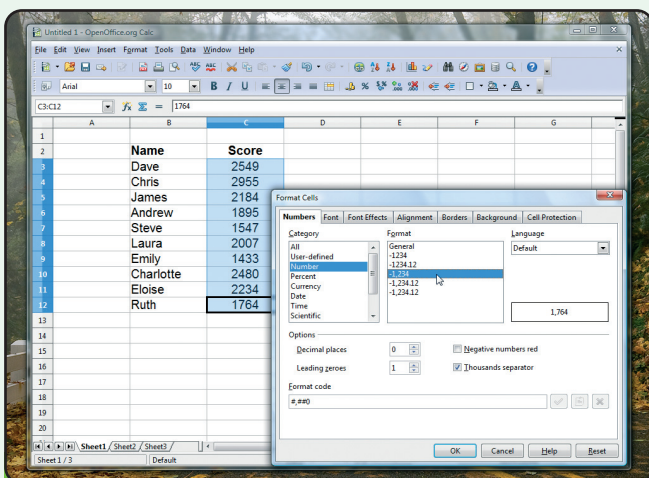 Untitled 1 - OpenOffice.org Calc
File Edit View Insert Format Tools Data Window Help
Arial 10 B I U
C3:C12 = 1764
A B C D E F G
1
2 Name Score
3 Dave 2549
4 Chris 2955
5 James 2184
6 Andrew 1895
7 Steve 1547
8 Laura 2007
9 Emily 1433
10 Charlotte 2480
11 Eloise 2234
12 Ruth 1764
13
14
15
16
17
18
19
20
Sheet1 Sheet2 Sheet3
Sheet 1 / 3 Default
Format Cells
Numbers Font Font Effects Alignment Borders Background Cell Protection
Category Format Language
All General Default
User-defined -1234
Number -1234.12
Percent -1,234
Currency -1,234.12
Date -1,234.12
Time
Scientific
1,764
Options
Decimal places 0 Negative numbers red
Leading zeroes 1 Thousands separator
Format code
#,##0
OK Cancel Help Reset